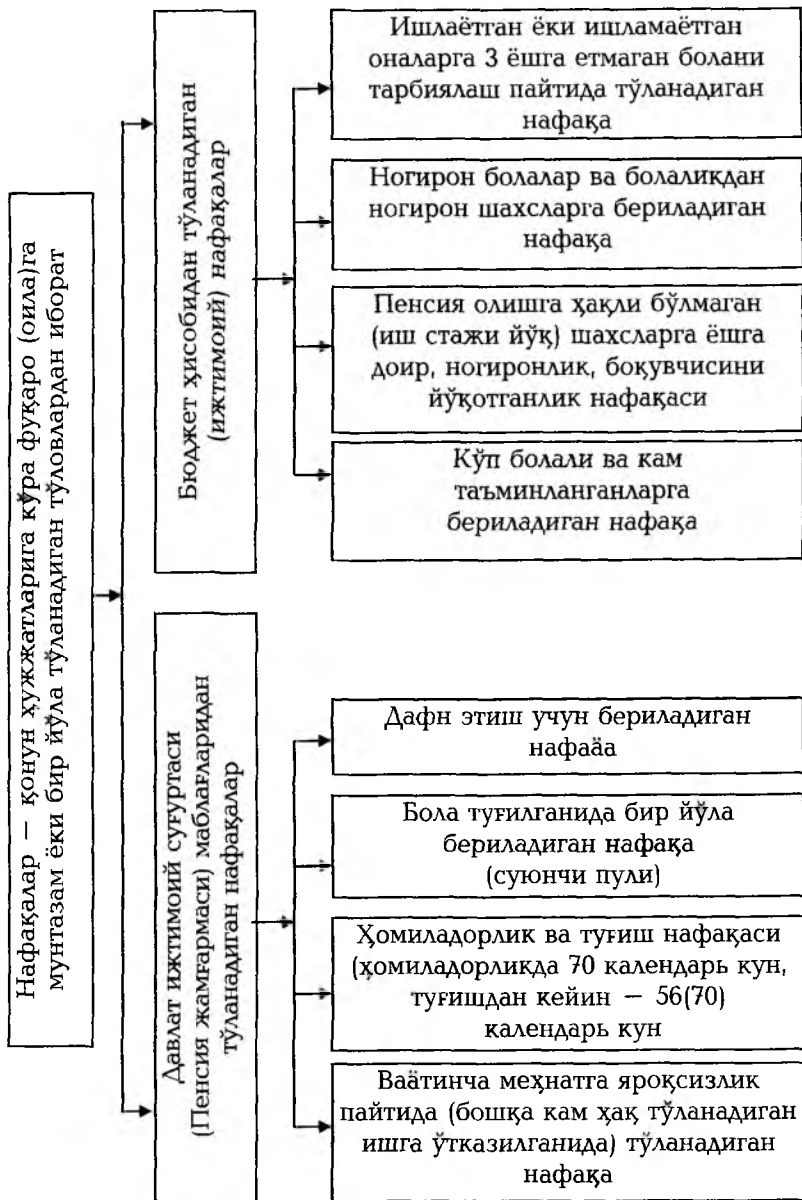 Нафақалар — қонун ҳужжатларига кўра фуқаро (оила)га
мунтазам ёки бир йўла тўланадиган тўловлардан иборат
Бюджет ҳисобидан тўланадиган
(ижтимоий) нафақалар
Ишлаётган ёки ишламаётган
оналарга 3 ёшга етмаган болани
тарбиялаш пайтида тўланадиган
нафақа
Ногирон болалар ва болаликдан
ногирон шахсларга бериладиган
нафақа
Пенсия олишга ҳақли бўлмаган
(иш стажи йўқ) шахсларга ёшга
доир, ногиронлик, боқувчисини
йўқотганлик нафақаси
Кўп болали ва кам
таъминланганларга
бериладиган нафақа
Давлат ижтимоий суғуртаси
(Пенсия жамғармаси) маблағларидан
тўланадиган нафақалар
Дафн этиш учун бериладиган
нафаäа
Бола туғилганида бир йўла
бериладиган нафақа
(суюнчи пули)
Ҳомиладорлик ва туғиш нафақаси
(ҳомиладорликда 70 календарь кун,
туғишдан кейин — 56(70)
календарь кун
Ваäтинча меҳнатга яроқсизлик
пайтида (бошқа кам ҳақ тўланадиган
ишга ўтказилганида) тўланадиган
нафақа